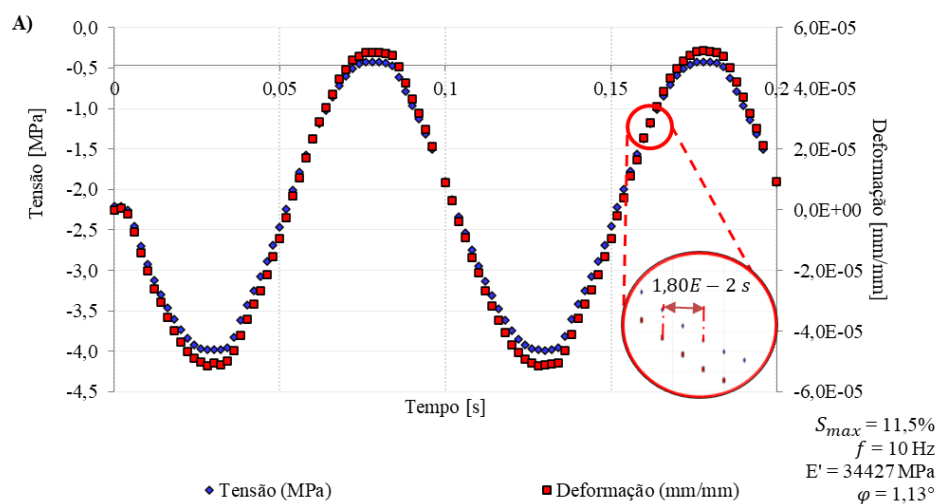 A)
0,0
-0,5
-1,0
-1,5
-2,0
-2,5
-3,0
-3,5
-4,0
-4,5
Tensão [MPa]
0
0,05
0,1
0,15
0,2
6,0E-05
4,0E-05
2,0E-05
0,0E+00
-2,0E-05
-4,0E-05
-6,0E-05
Deformação [mm/mm]
1,80E − 2 s
Tempo [s]
Smax = 11,5%
f = 10 Hz
E' = 34427 MPa
φ = 1,13°
Tensão (MPa)
Deformação (mm/mm)